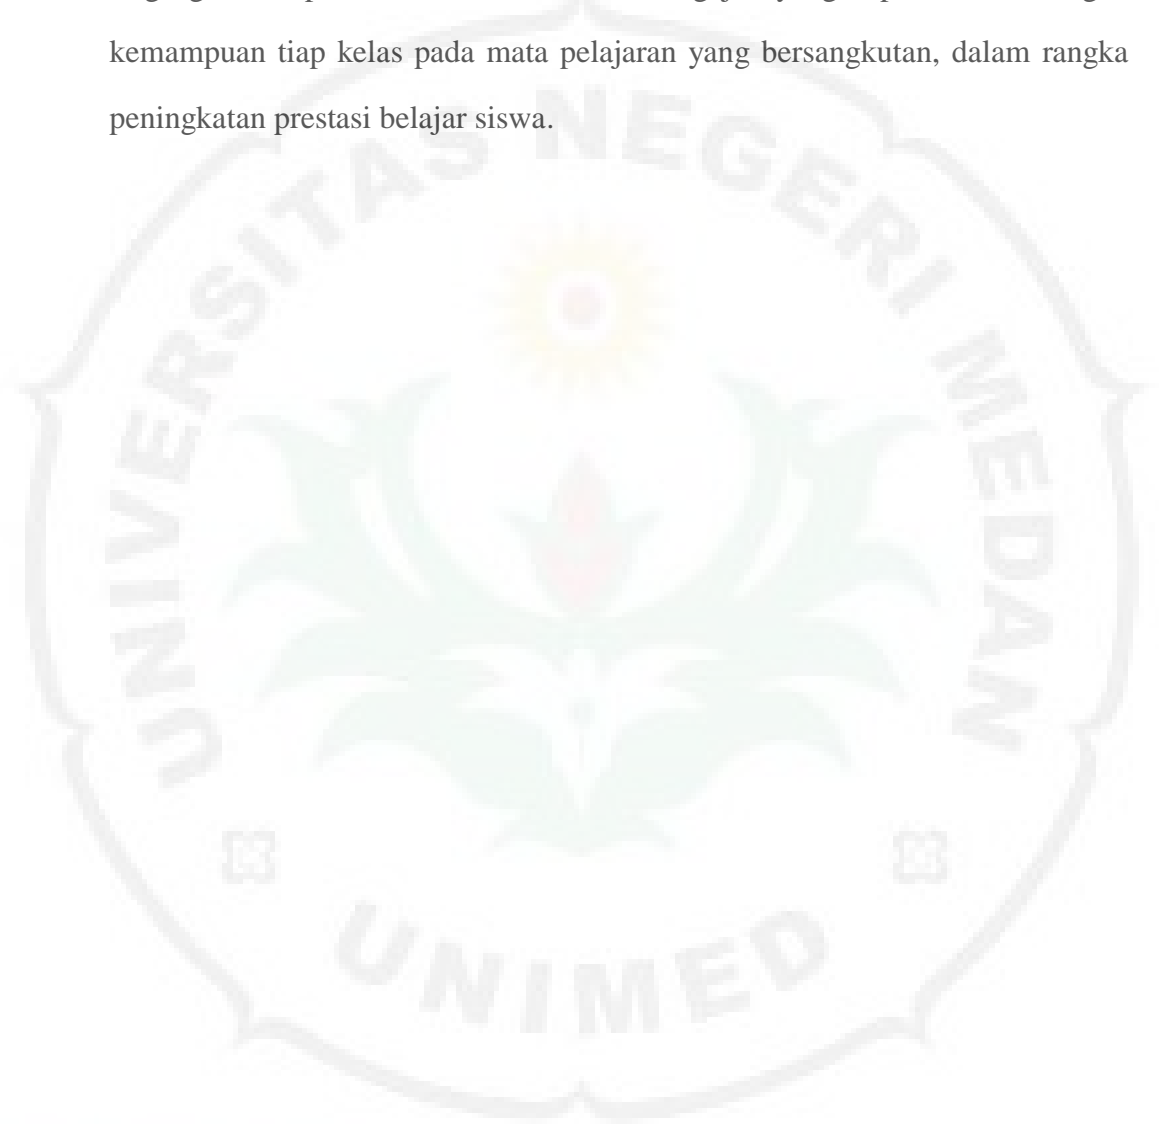 kemampuan tiap kelas pada mata pelajaran yang bersangkutan, dalam rangka
peningkatan prestasi belajar siswa.
UNIVERSITAS NEGERI MEDAN
UNIMED